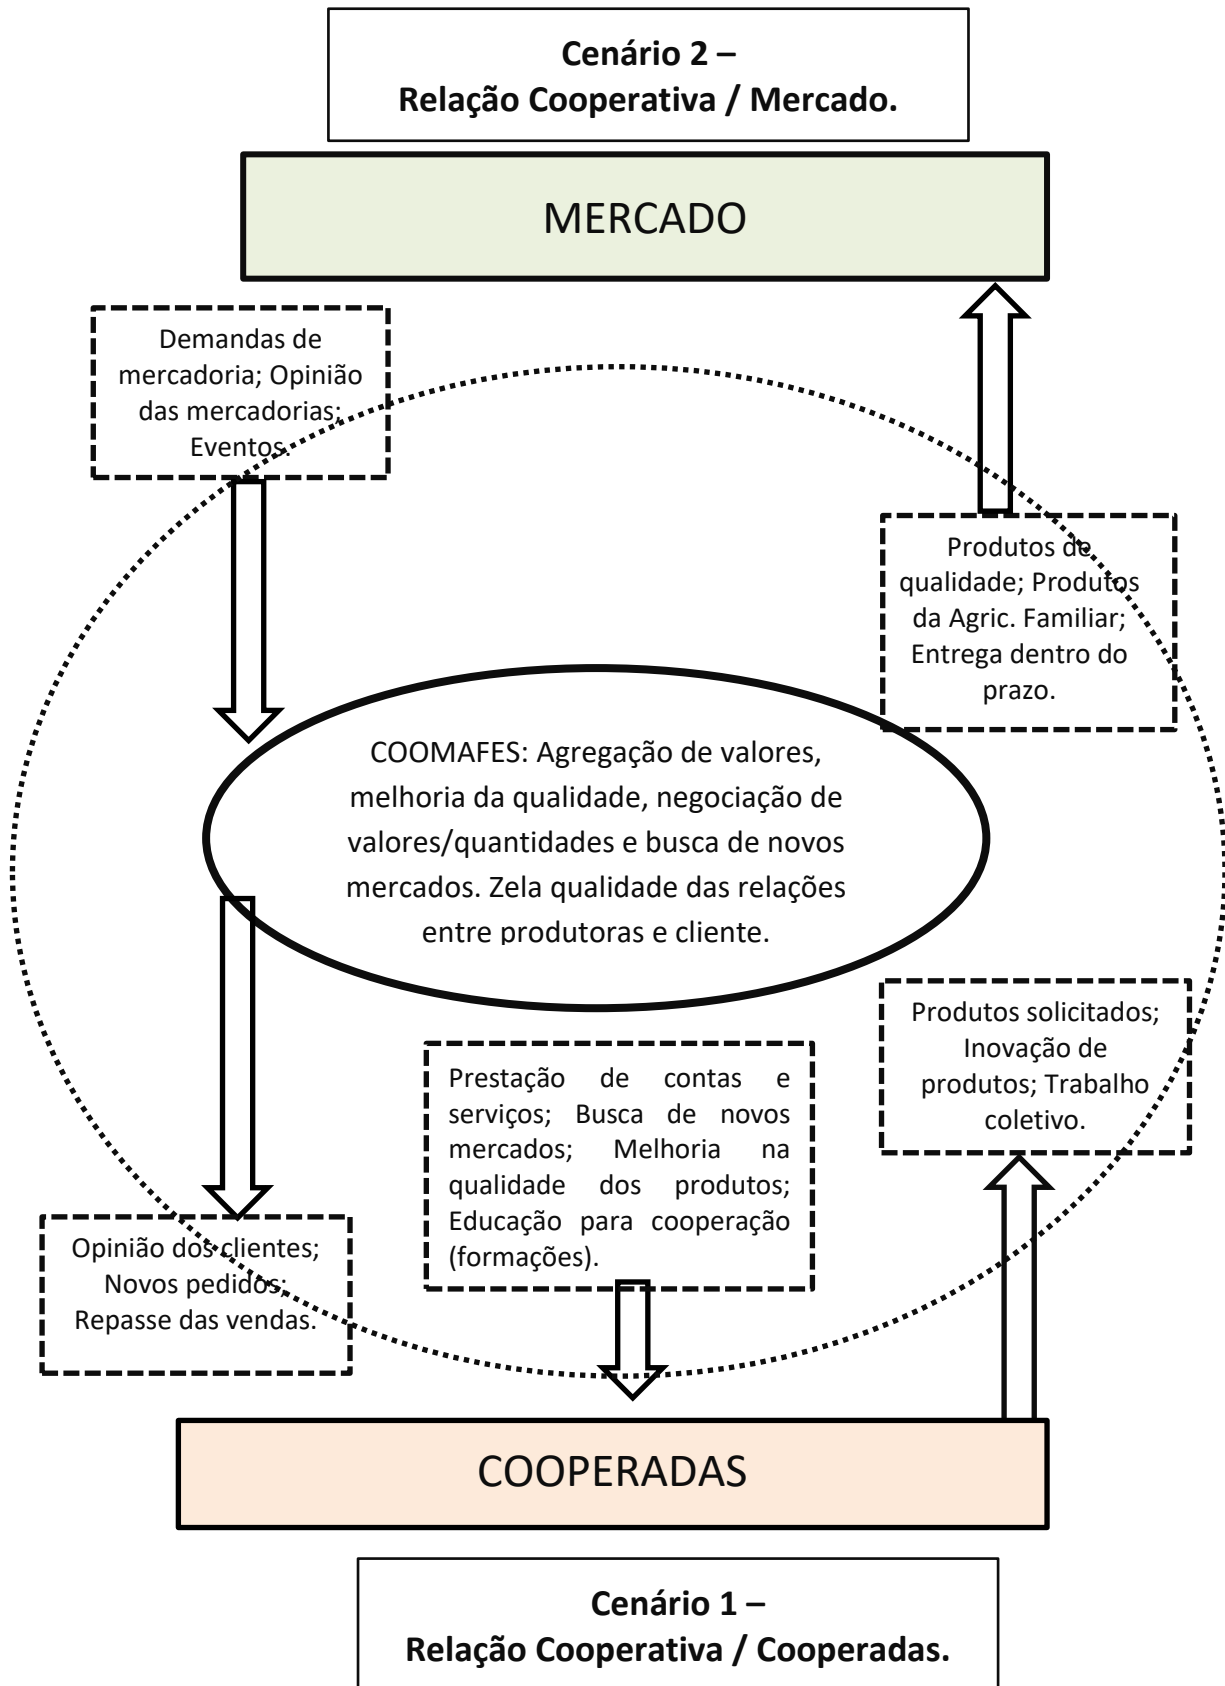 Cenário 2 –
Relação Cooperativa / Mercado.
MERCADO
Demandas de
mercadoria; Opinião
das mercadorias;
Eventos.
Produtos de
qualidade; Produtos
da Agric. Familiar;
Entrega dentro do
prazo.
COOMAFES: Agregação de valores,
melhoria da qualidade, negociação de
valores/quantidades e busca de novos
mercados. Zela qualidade das relações
entre produtoras e cliente.
Produtos solicitados;
Inovação de
produtos; Trabalho
coletivo.
Prestação de contas e
serviços; Busca de novos
mercados; Melhoria na
qualidade dos produtos;
Educação para cooperação
(formações).
Opinião dos clientes;
Novos pedidos;
Repasse das vendas.
COOPERADAS
Cenário 1 –
Relação Cooperativa / Cooperadas.